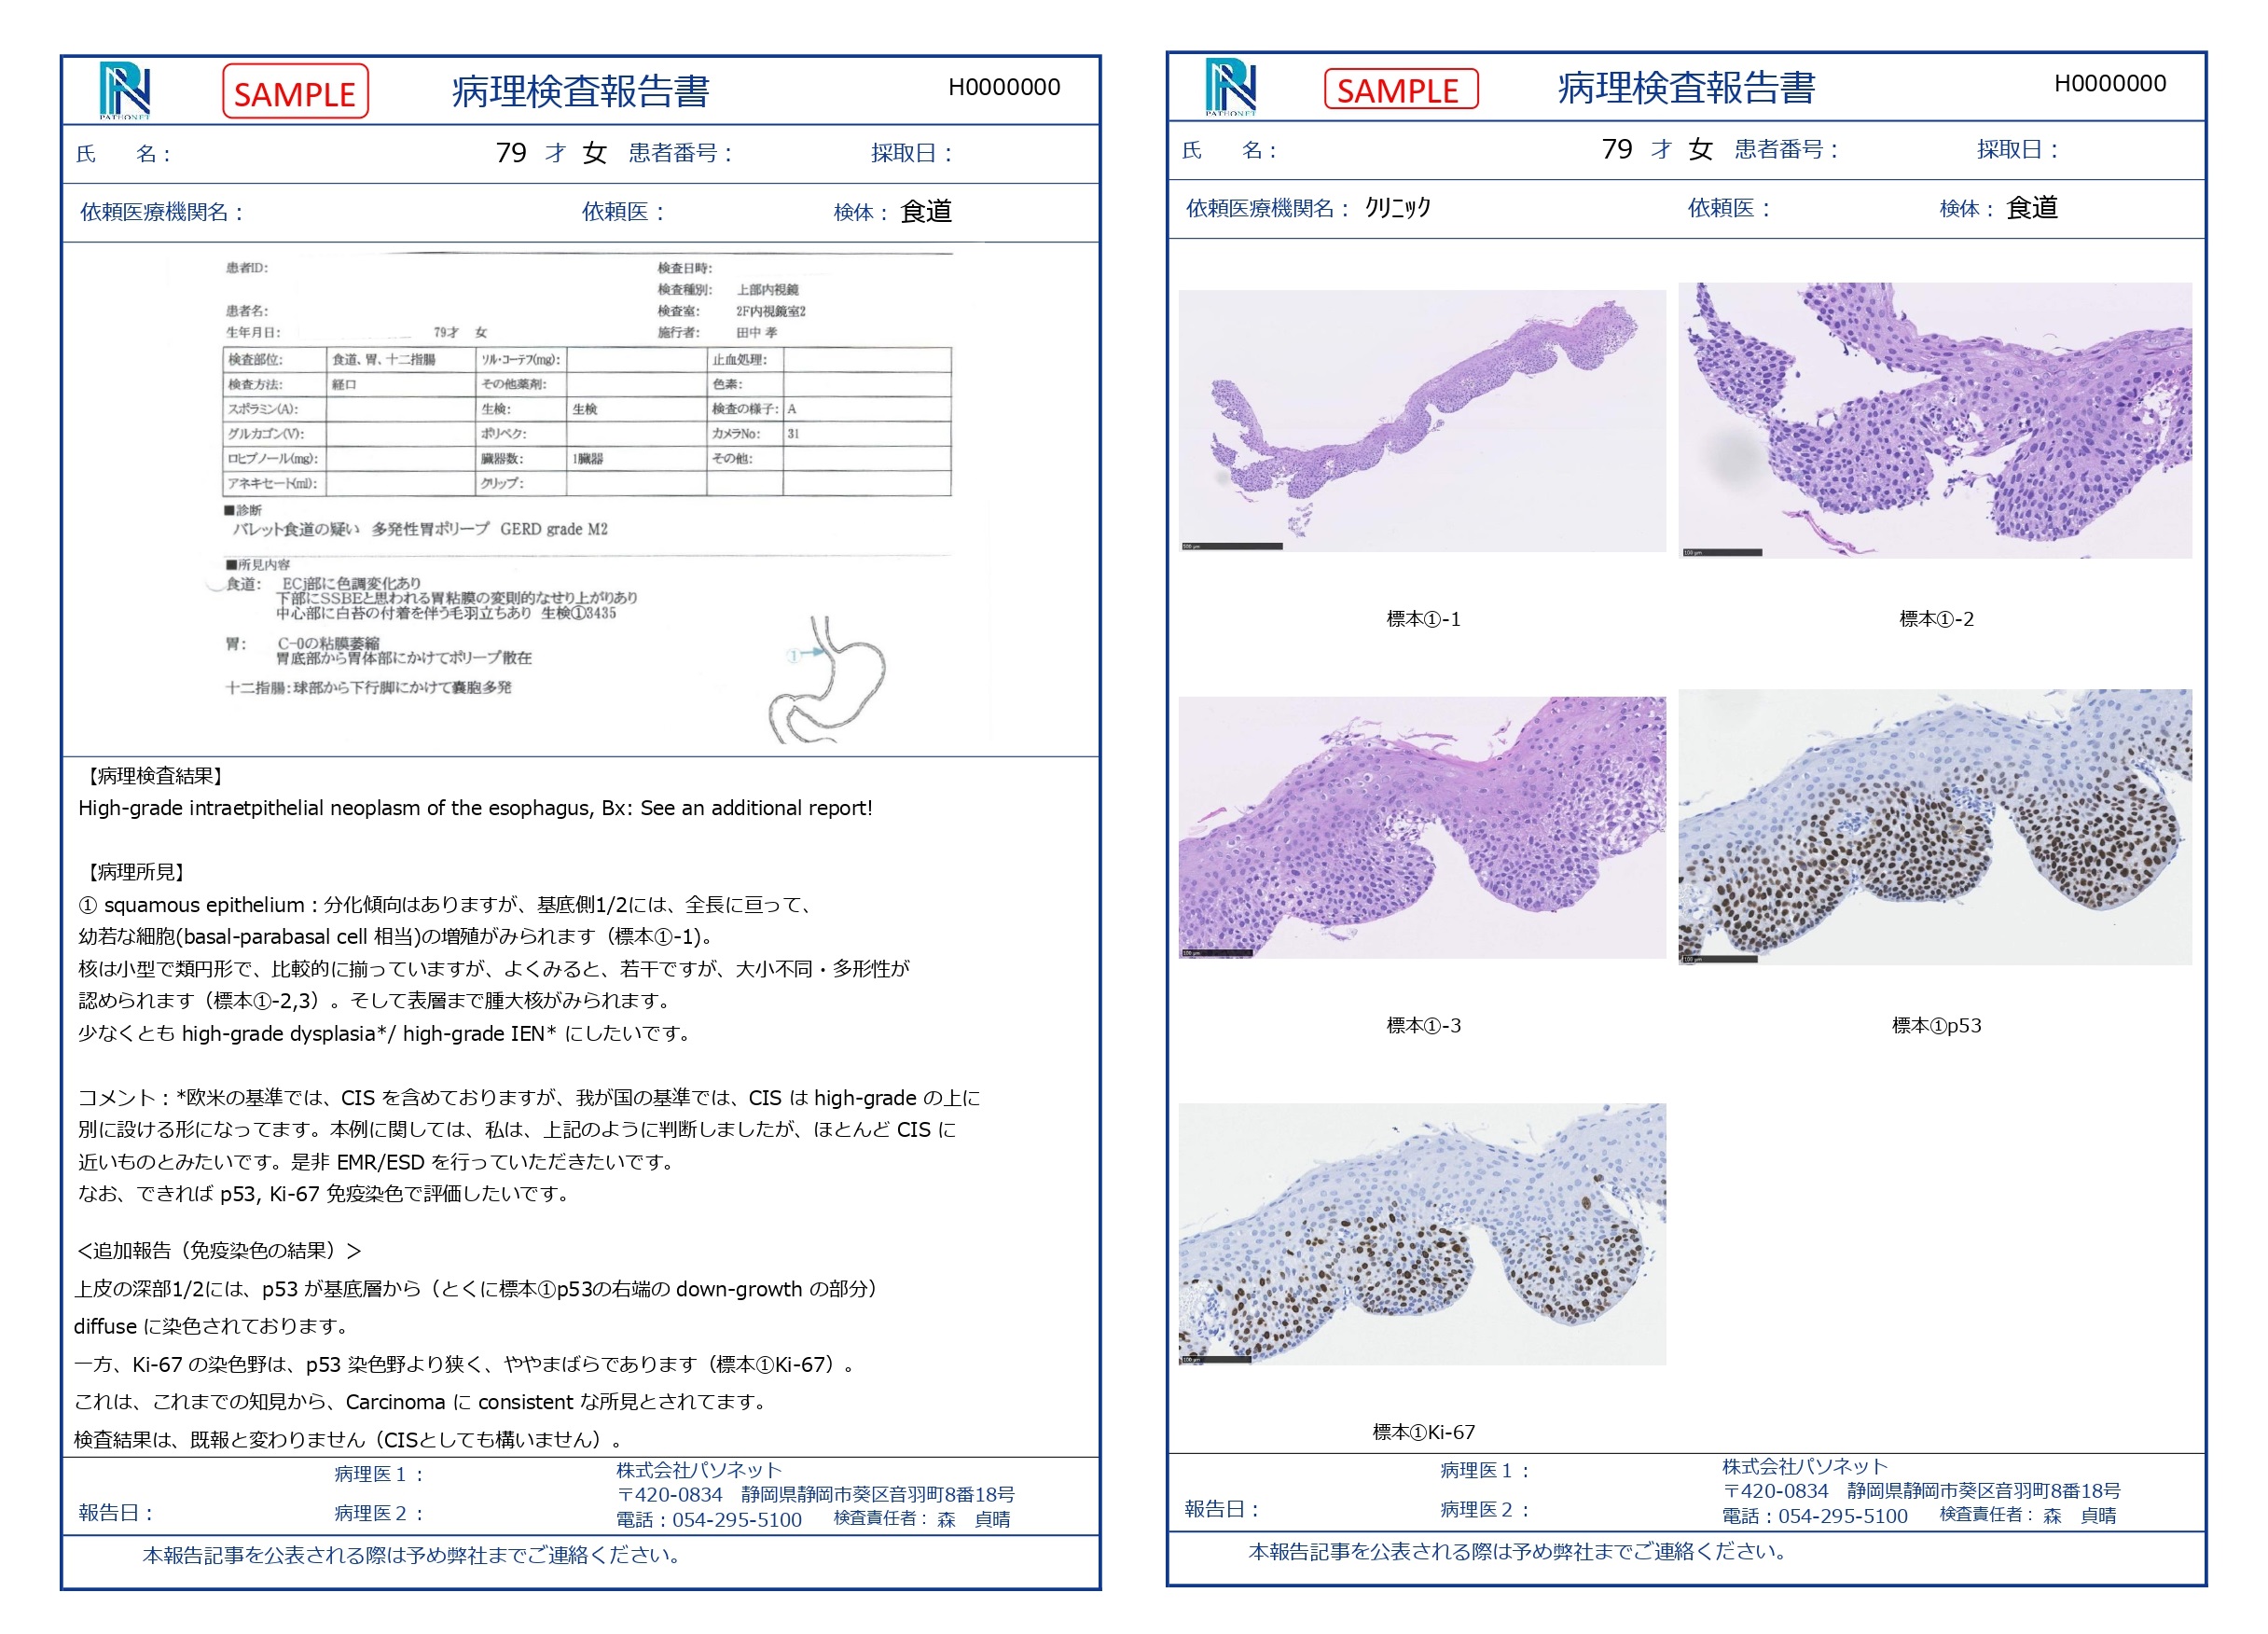 PATHONET
SAMPLE
病理検査報告書
H0000000
氏　　名：
79 才 女 患者番号：
採取日：
依頼医療機関名：
依頼医：
検体： 食道
患者ID:
検査日時:
検査種別: 上部内視鏡
患者名:
検査室: 2F内視鏡室2
生年月日: 79才 女
施行者: 田中 孝
検査部位: 食道、胃、十二指腸 ソル・コーテフ(mg): 止血処理:
検査方法: 経口 その他薬剤: 色素:
スポラミン(A): 生検: 生検 検査の様子: A
グルカゴン(V): ポリペク: カメラNo: 31
ロヒプノール(mg): 臓器数: 1臓器 その他:
アネキセート(ml): クリップ:
■診断
バレット食道の疑い 多発性胃ポリープ GERD grade M2
■所見内容
食道: ECj部に色調変化あり
下部にSSBEと思われる胃粘膜の変則的なせり上がりあり
中心部に白苔の付着を伴う毛羽立ちあり 生検①3435
胃: C-0の粘膜萎縮
胃底部から胃体部にかけてポリープ散在
十二指腸:球部から下行脚にかけて嚢胞多発
①
【病理検査結果】
High-grade intraetpithelial neoplasm of the esophagus, Bx: See an additional report!
【病理所見】
① squamous epithelium : 分化傾向はありますが、基底側1/2には、全長に亘って、
幼若な細胞(basal-parabasal cell 相当)の増殖がみられます（標本①-1)。
核は小型で類円形で、比較的に揃っていますが、よくみると、若干ですが、大小不同・多形性が
認められます（標本①-2,3）。そして表層まで腫大核がみられます。
少なくとも high-grade dysplasia*/ high-grade IEN* にしたいです。
コメント：*欧米の基準では、CIS を含めておりますが、我が国の基準では、CIS は high-grade の上に
別に設ける形になってます。本例に関しては、私は、上記のように判断しましたが、ほとんど CIS に
近いものとみたいです。是非 EMR/ESD を行っていただきたいです。
なお、できれば p53, Ki-67 免疫染色で評価したいです。
＜追加報告（免疫染色の結果）＞
上皮の深部1/2には、p53 が基底層から（とくに標本①p53の右端の down-growth の部分）
diffuse に染色されております。
一方、Ki-67 の染色野は、p53 染色野より狭く、ややまばらであります（標本①Ki-67）。
これは、これまでの知見から、Carcinoma に consistent な所見とされてます。
検査結果は、既報と変わりません（CISとしても構いません）。
報告日：
病理医１：
病理医２：
株式会社パソネット
〒420-0834　静岡県静岡市葵区音羽町8番18号
電話：054-295-5100　検査責任者： 森　貞晴
本報告記事を公表される際は予め弊社までご連絡ください。
PATHONET
SAMPLE
病理検査報告書
H0000000
氏　　名：
79 才 女 患者番号：
採取日：
依頼医療機関名： ｸﾘﾆｯｸ
依頼医：
検体： 食道
500 μm
100 μm
標本①-1
標本①-2
100 μm
100 μm
標本①-3
標本①p53
100 μm
標本①Ki-67
報告日：
病理医１：
病理医２：
株式会社パソネット
〒420-0834　静岡県静岡市葵区音羽町8番18号
電話：054-295-5100　検査責任者： 森　貞晴
本報告記事を公表される際は予め弊社までご連絡ください。